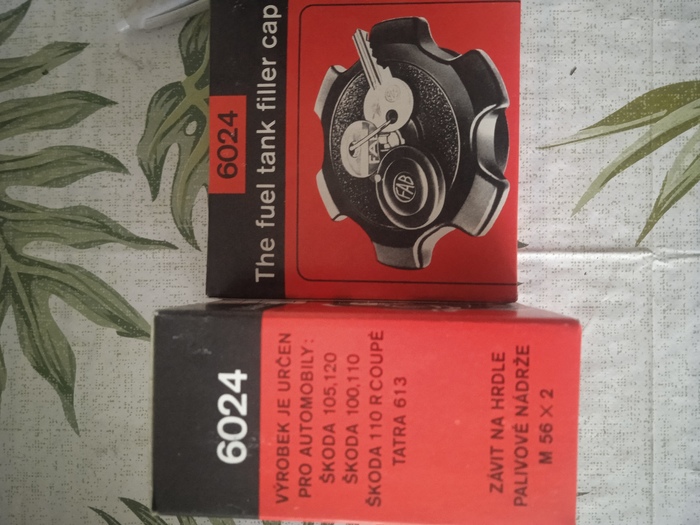 6024
The fuel tank filler cap
FAB
FAB
6024
VÝROBEK JE URČEN
PRO AUTOMOBILY:
ŠKODA 105,120
ŠKODA 100,110
ŠKODA 110 R COUPÉ
TATRA 613
ZÁVIT NA HRDLE
PALIVOVÉ NÁDRŽE
M 56 × 2